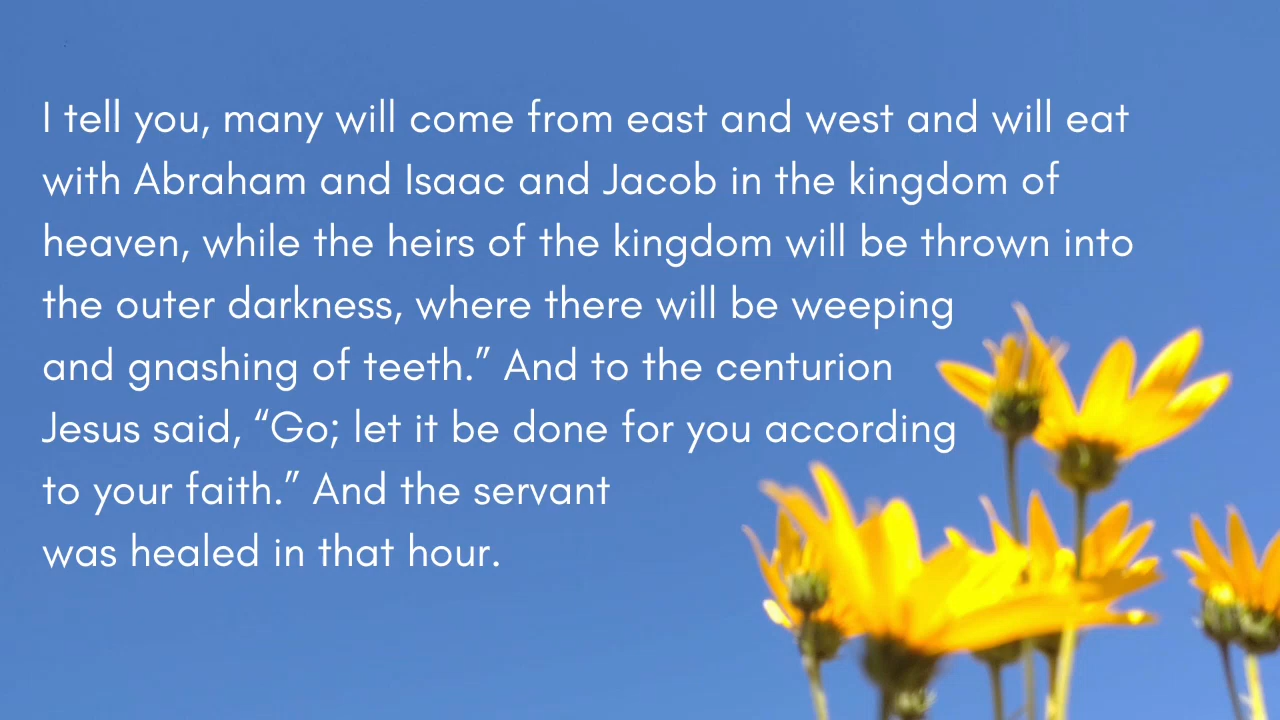 I tell you, many will come from east and west and will eat
with Abraham and Isaac and Jacob in the kingdom of
heaven, while the heirs of the kingdom will be thrown into
the outer darkness, where there will be weeping
and gnashing of teeth.” And to the centurion
Jesus said, “Go; let it be done for you according
to your faith.” And the servant
was healed in that hour.